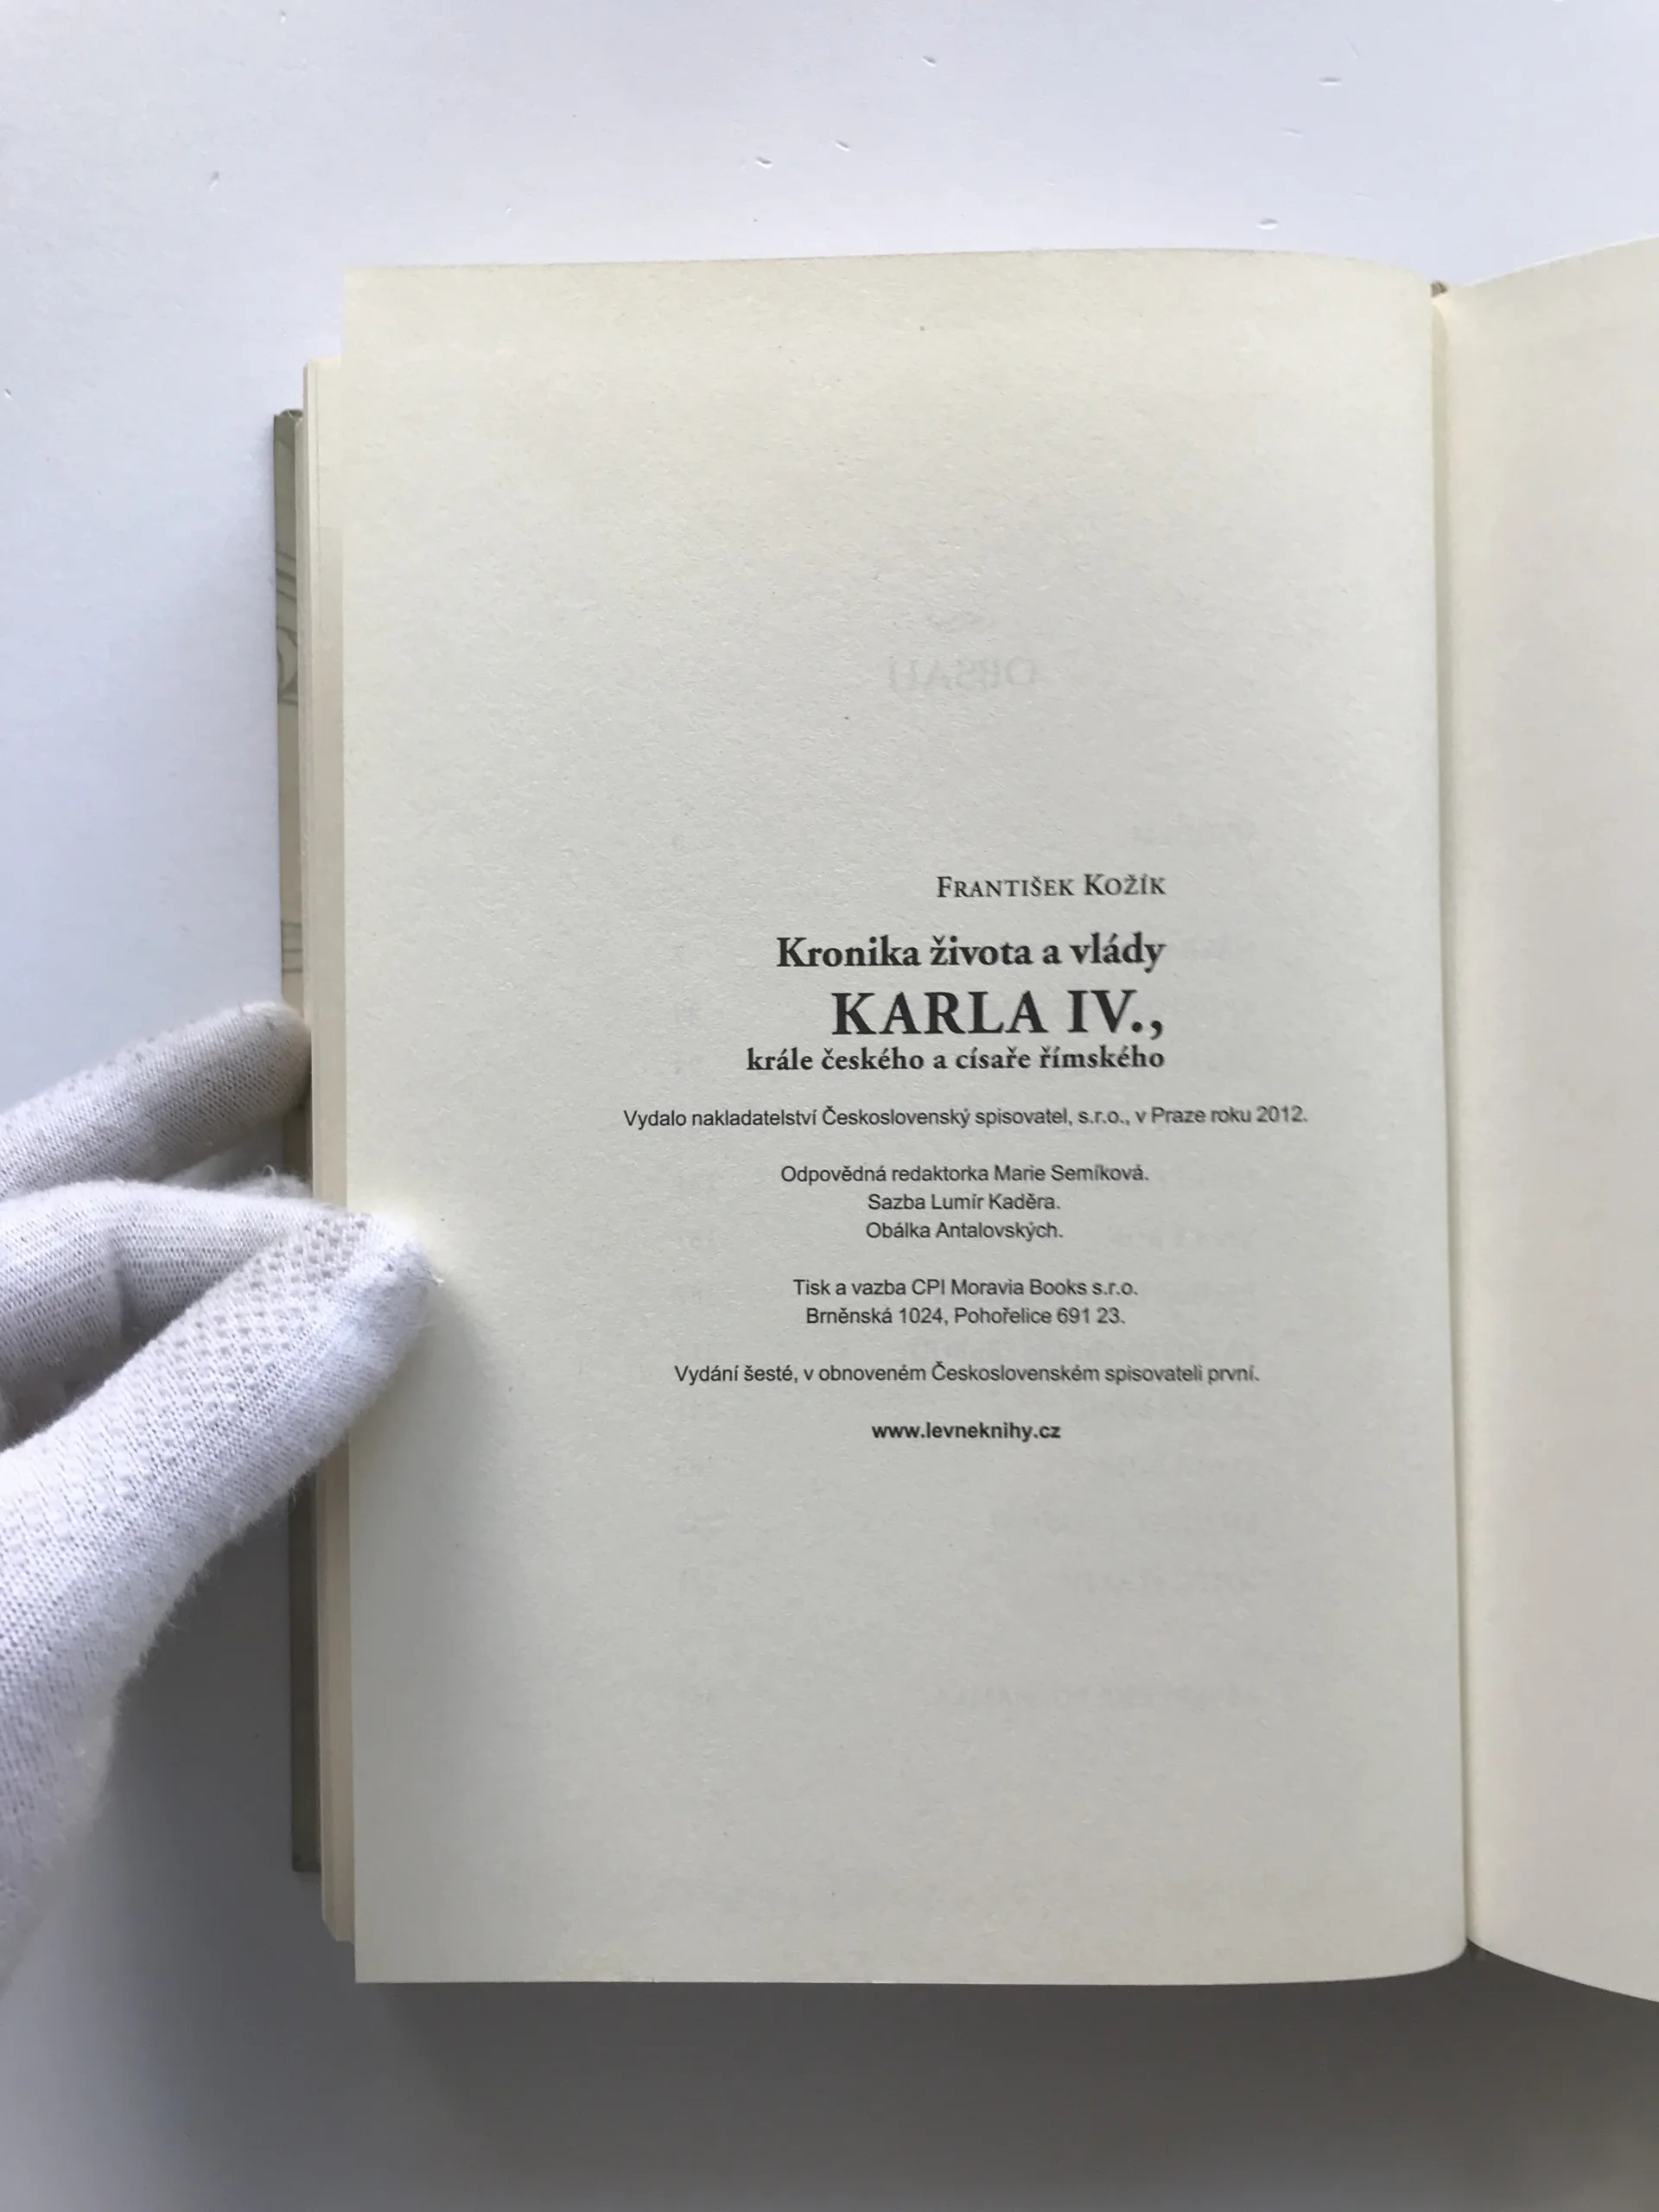 František Kožík
Kronika života a vlády
KARLA IV.,
krále českého a císaře římského
Vydalo nakladatelství Československý spisovatel, s.r.o., v Praze roku 2012.
Odpovědná redaktorka Marie Semíková.
Sazba Lumír Kaděra.
Obálka Antalovských.
Tisk a vazba CPI Moravia Books s.r.o.
Brněnská 1024, Pohořelice 691 23.
Vydání šesté, v obnoveném Československém spisovateli první.
www.levneknihy.cz